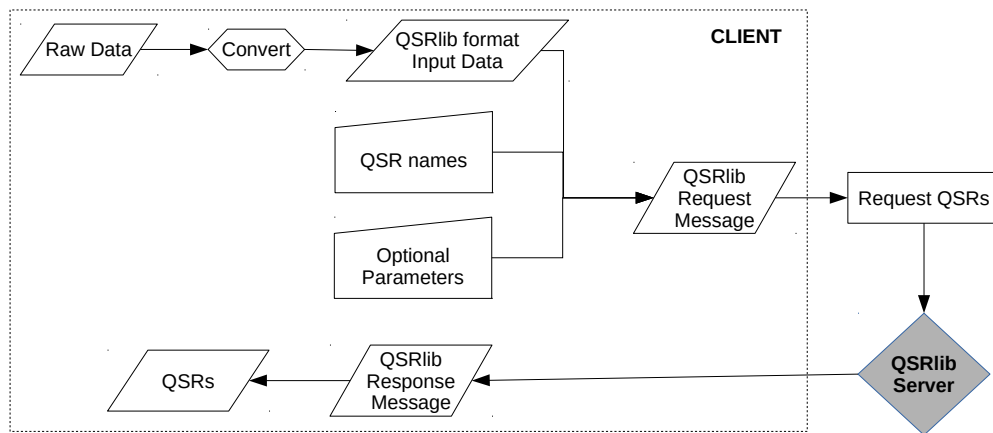 Raw Data
Convert
QSRlib format
Input Data
CLIENT
QSR names
Optional
Parameters
QSRlib
Request
Message
Request QSRs
QSRlib
Server
QSRlib
Response
Message
QSRs